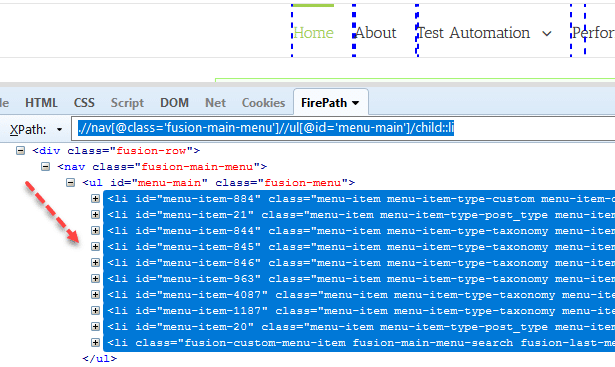 Home About Test Automation Perfor
HTML CSS Script DOM Net Cookies FirePath
XPath: .//nav[@class='fusion-main-menu']//ul[@id='menu-main']/child::li
<div class="fusion-row">
<nav class="fusion-main-menu">
<ul id="menu-main" class="fusion-menu">
<li id="menu-item-884" class="menu-item menu-item-type-custom menu-item-o
<li id="menu-item-21" class="menu-item menu-item-type-post_type menu-item
<li id="menu-item-844" class="menu-item menu-item-type-taxonomy menu-item
<li id="menu-item-845" class="menu-item menu-item-type-taxonomy menu-item
<li id="menu-item-846" class="menu-item menu-item-type-taxonomy menu-item
<li id="menu-item-963" class="menu-item menu-item-type-taxonomy menu-item
<li id="menu-item-4087" class="menu-item menu-item-type-taxonomy menu-ite
<li id="menu-item-1187" class="menu-item menu-item-type-taxonomy menu-ite
<li id="menu-item-20" class="menu-item menu-item-type-post_type menu-item
<li class="fusion-custom-menu-item fusion-main-menu-search fusion-last-me
</ul>